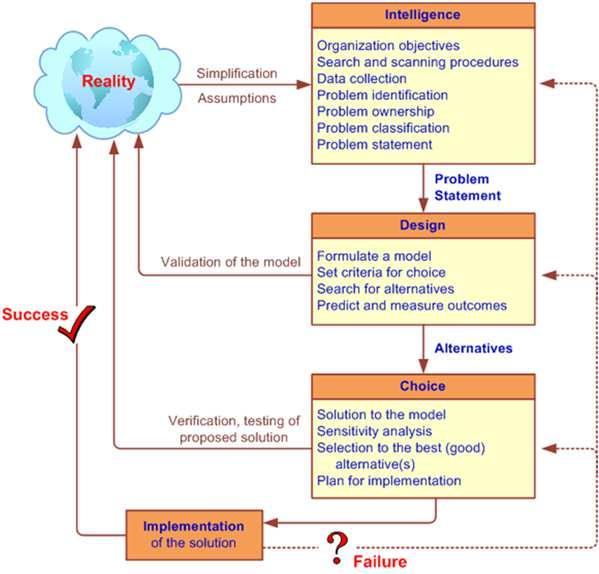 Intelligence
Organization objectives
Search and scanning procedures
Data collection
Problem identification
Problem ownership
Problem classification
Problem statement
Reality
Simplification
Assumptions
Problem
Statement
Design
Formulate a model
Set criteria for choice
Search for alternatives
Predict and measure outcomes
Validation of the model
Success
Alternatives
Choice
Solution to the model
Sensitivity analysis
Selection to the best (good)
alternative(s)
Plan for implementation
Verification, testing of
proposed solution
Implementation
of the solution
?
Failure